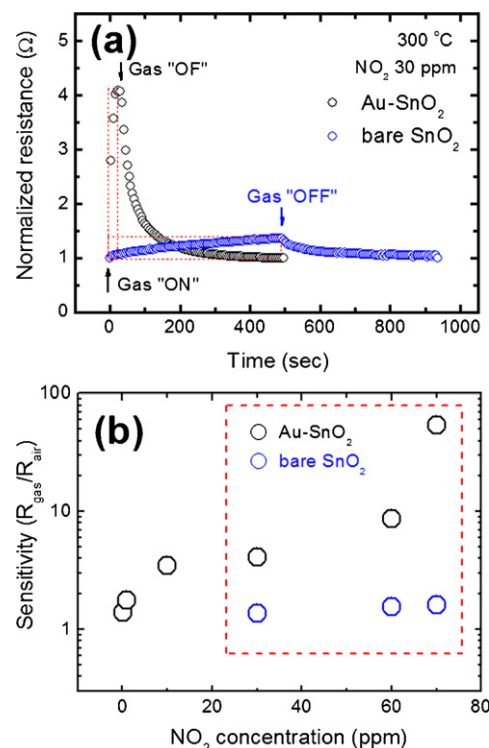 (a)
Gas "OF"
300 °C
NO₂ 30 ppm
Au-SnO₂
bare SnO₂
Gas "OFF"
Gas "ON"
Normalized resistance (Ω)
5
4
3
2
1
0
0 200 400 600 800 1000
Time (sec)
(b)
Au-SnO₂
bare SnO₂
Sensitivity (R_gas/R_air)
100
10
1
0 20 40 60 80
NO₂ concentration (ppm)